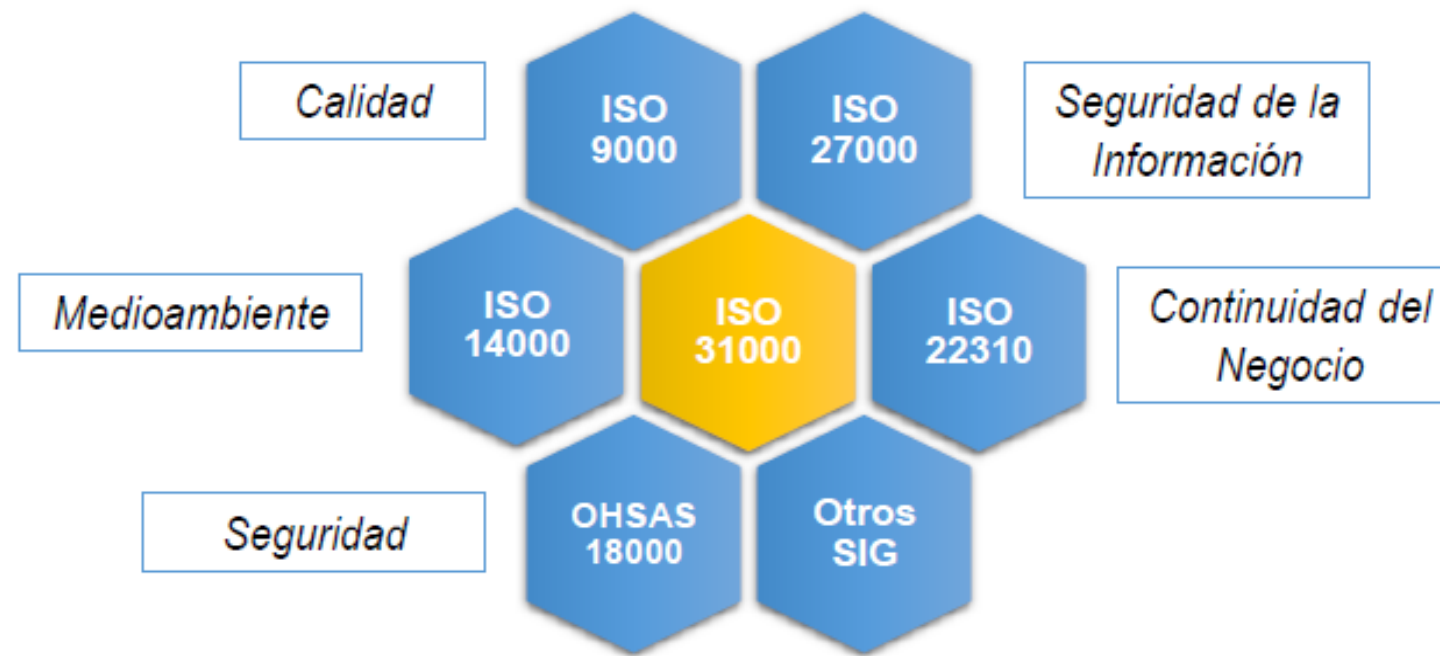 Calidad
ISO
9000
ISO
27000
Seguridad de la
Información
Medioambiente
ISO
14000
ISO
31000
ISO
22310
Continuidad del
Negocio
Seguridad
OHSAS
18000
Otros
SIG